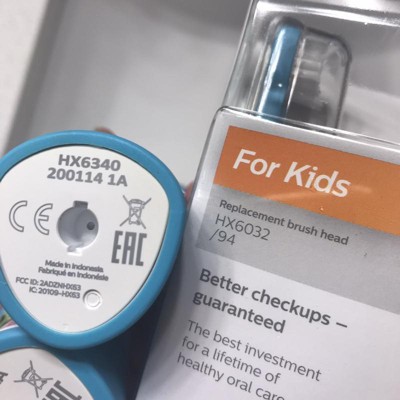 HX6340
200114 1A
CE
EAC
Made in Indonesia
Fabriqué en Indonésie
FCC ID: 2ADZNHX63
IC: 20109-HX63
For Kids
Replacement brush head
HX6032
/94
Better checkups –
guaranteed
The best investment
for a lifetime of
healthy oral care